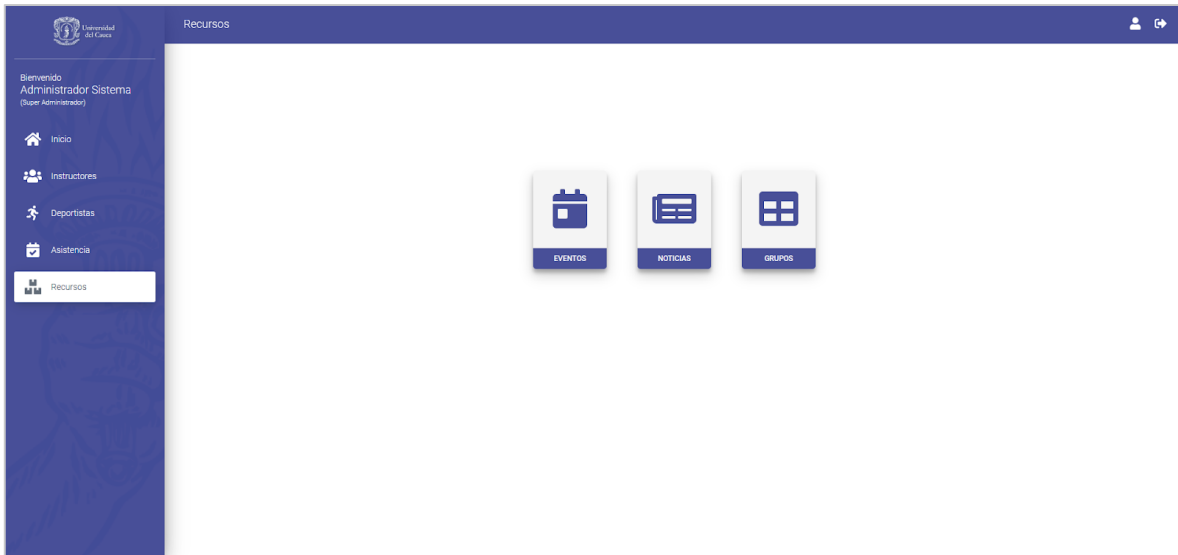 Universidad
del Cauca
Recursos
Bienvenido
Administrador Sistema
(Super Administrador)
Inicio
Instructores
Deportistas
Asistencia
Recursos
EVENTOS
NOTICIAS
GRUPOS